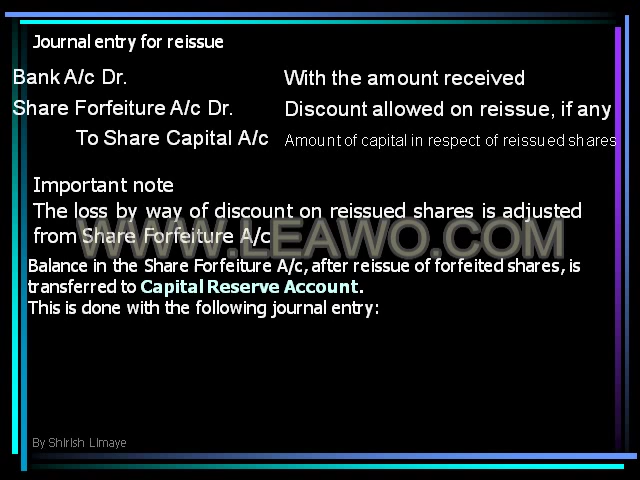 Journal entry for reissue
Bank A/c Dr. With the amount received
Share Forfeiture A/c Dr. Discount allowed on reissue, if any
To Share Capital A/c Amount of capital in respect of reissued shares
Important note
The loss by way of discount on reissued shares is adjusted
from Share Forfeiture A/c
WWW.LEAWO.COM
Balance in the Share Forfeiture A/c, after reissue of forfeited shares, is
transferred to Capital Reserve Account.
This is done with the following journal entry:
By Shirish Limaye